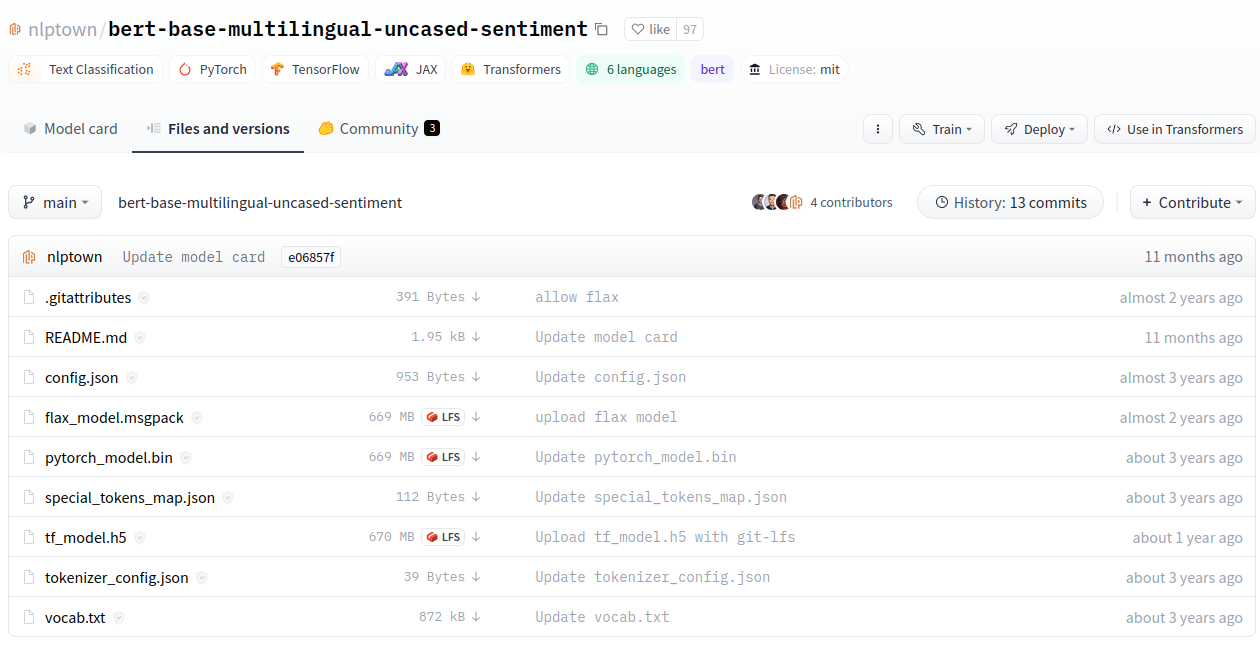 nlptown/bert-base-multilingual-uncased-sentiment like 97
Text Classification PyTorch TensorFlow JAX Transformers 6 languages bert License: mit
Model card Files and versions Community 3 Train Deploy Use in Transformers
main bert-base-multilingual-uncased-sentiment 4 contributors History: 13 commits + Contribute
nlptown Update model card e06857f 11 months ago
.gitattributes 391 Bytes ↓ allow flax almost 2 years ago
README.md 1.95 kB ↓ Update model card 11 months ago
config.json 953 Bytes ↓ Update config.json almost 3 years ago
flax_model.msgpack 669 MB LFS ↓ upload flax model almost 2 years ago
pytorch_model.bin 669 MB LFS ↓ Update pytorch_model.bin about 3 years ago
special_tokens_map.json 112 Bytes ↓ Update special_tokens_map.json about 3 years ago
tf_model.h5 670 MB LFS ↓ Upload tf_model.h5 with git-lfs about 1 year ago
tokenizer_config.json 39 Bytes ↓ Update tokenizer_config.json about 3 years ago
vocab.txt 872 kB ↓ Update vocab.txt about 3 years ago